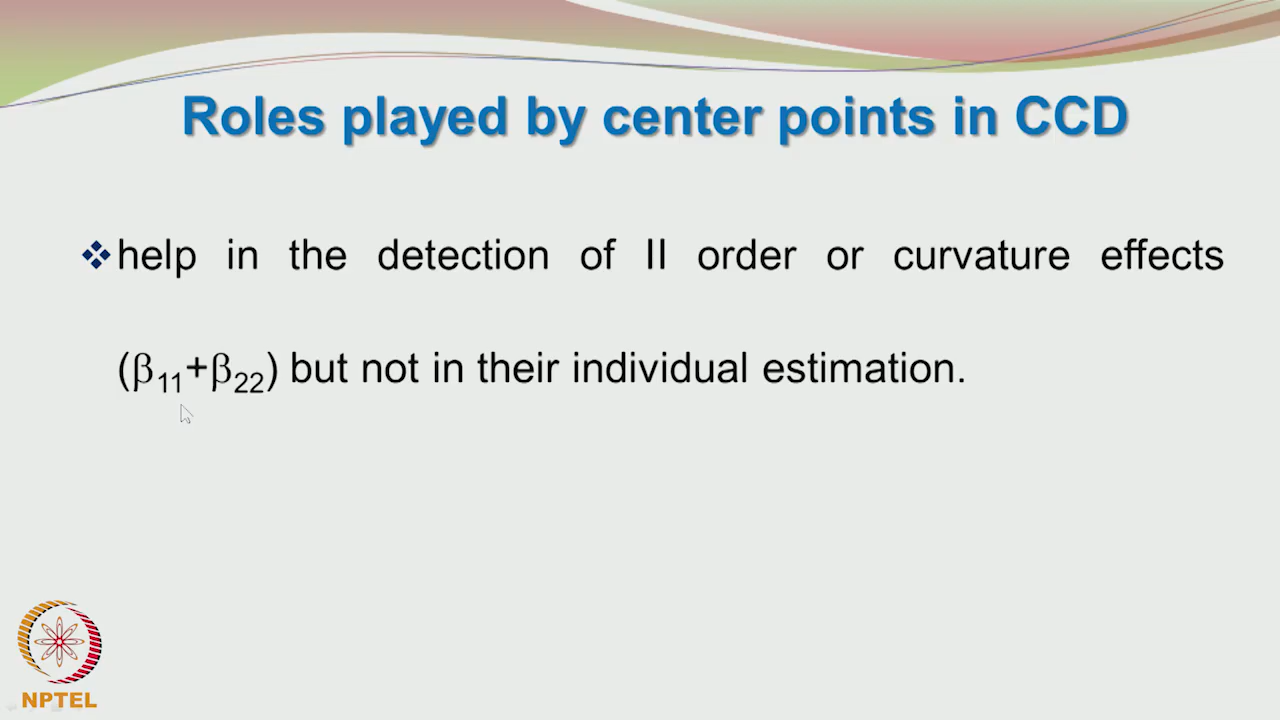 Roles played by center points in CCD
❖help in the detection of II order or curvature effects
(β₁₁+β₂₂) but not in their individual estimation.
NPTEL